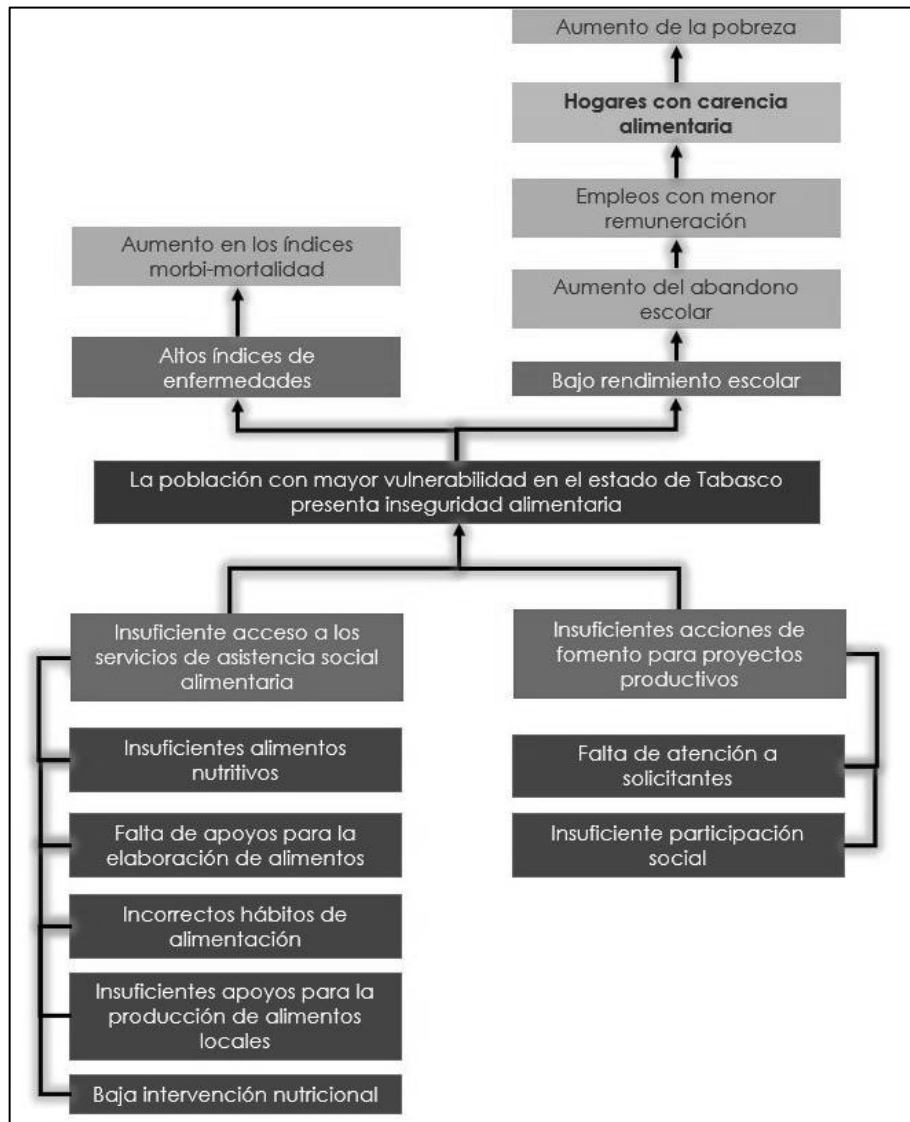 Aumento de la pobreza
Hogares con carencia
alimentaria
Empleos con menor
remuneración
Aumento en los índices
morbi-mortalidad
Aumento del abandono
escolar
Altos índices de
enfermedades
Bajo rendimiento escolar
La población con mayor vulnerabilidad en el estado de Tabasco
presenta inseguridad alimentaria
Insuficiente acceso a los
servicios de asistencia social
alimentaria
Insuficientes acciones de
fomento para proyectos
productivos
Insuficientes alimentos
nutritivos
Falta de atención a
solicitantes
Falta de apoyos para la
elaboración de alimentos
Insuficiente participación
social
Incorrectos hábitos de
alimentación
Insuficientes apoyos para la
producción de alimentos
locales
Baja intervención nutricional